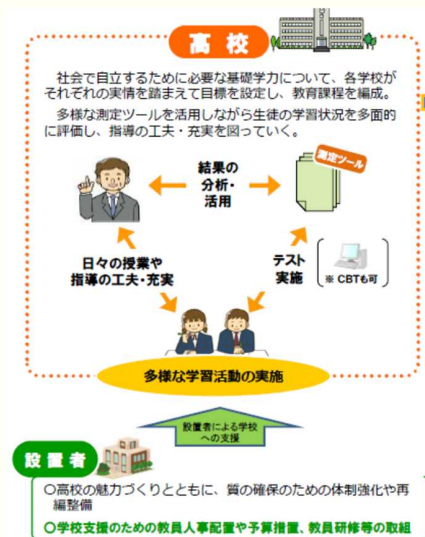 高校
社会で自立するために必要な基礎学力について、各学校が
それぞれの実情を踏まえて目標を設定し、教育課程を編成。
多様な測定ツールを活用しながら生徒の学習状況を多面的
に評価し、指導の工夫・充実を図っていく。
結果の
分析・
活用
測定ツール
日々の授業や
指導の工夫・充実
テスト
実施
※ CBTも可
多様な学習活動の実施
設置者による学校
への支援
設置者
○高校の魅力づくりとともに、質の確保のための体制強化や再
編整備
○学校支援のための教員人事配置や予算措置、教員研修等の取組